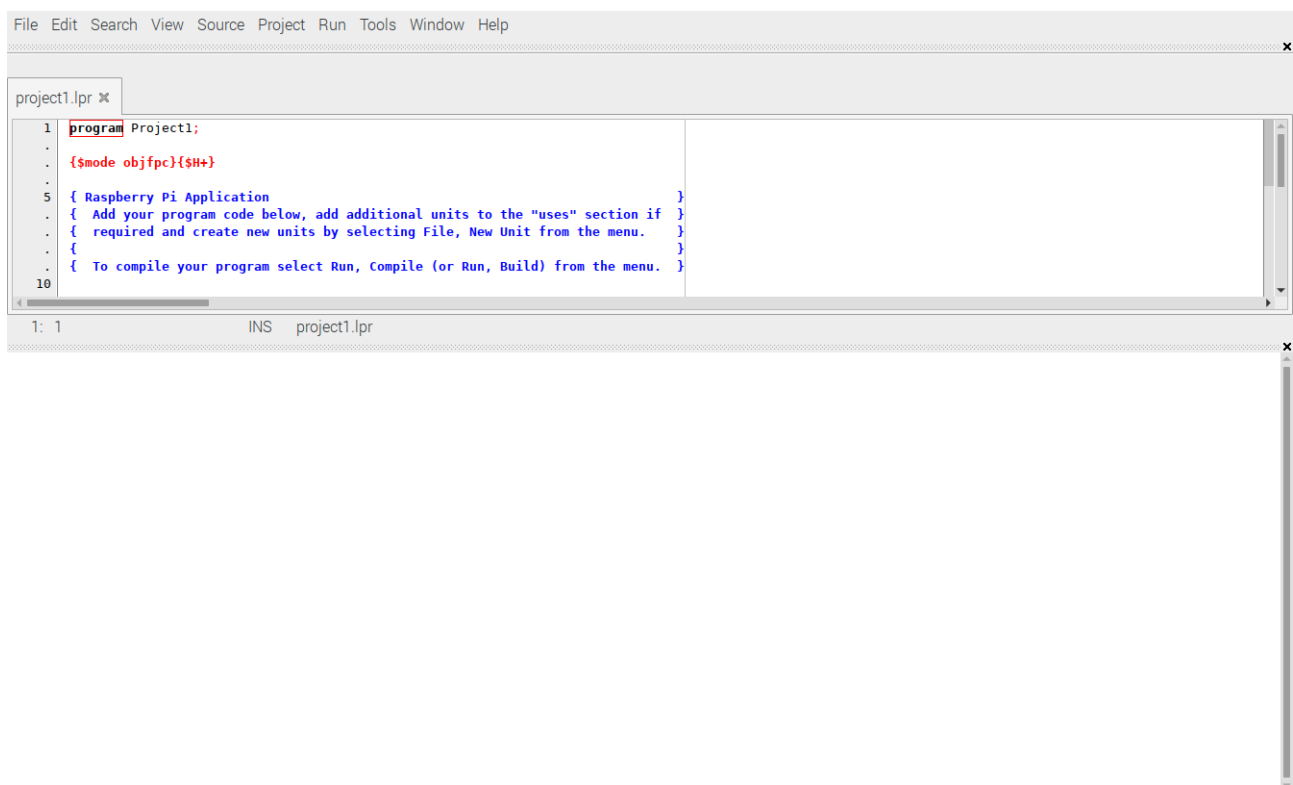 File Edit Search View Source Project Run Tools Window Help
project1.lpr
1 program Project1;
.
. {$mode objfpc}{$H+}
.
5 { Raspberry Pi Application }
. { Add your program code below, add additional units to the "uses" section if }
. { required and create new units by selecting File, New Unit from the menu. }
. { }
. { To compile your program select Run, Compile (or Run, Build) from the menu. }
10
1: 1 INS project1.lpr